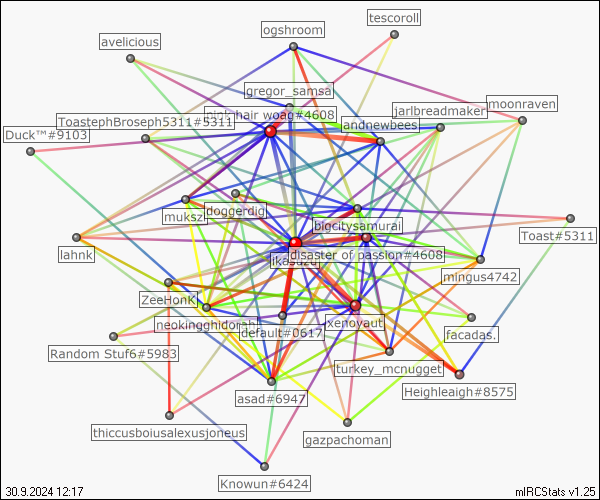 tescoroll
ogshroom
avelicious
gregor_samsa
moonraven
jarlbreadmaker
hair woag#4608
ToastephBroseph5311#5311
andnewbees
Duck™#9103
doggerdig
muksz
bigcitysamurai
Toast#5311
lahnk
disaster of passion#4608
mingus4742
ZeeHonK
neokingghidorah
xenoyaut
default#0617
facadas.
Random Stuf6#5983
turkey_mcnugget
Heighleaigh#8575
asad#6947
thiccusboiusalexusjoneus
gazpachoman
Knowun#6424
30.9.2024 12:17
mIRCStats v1.25